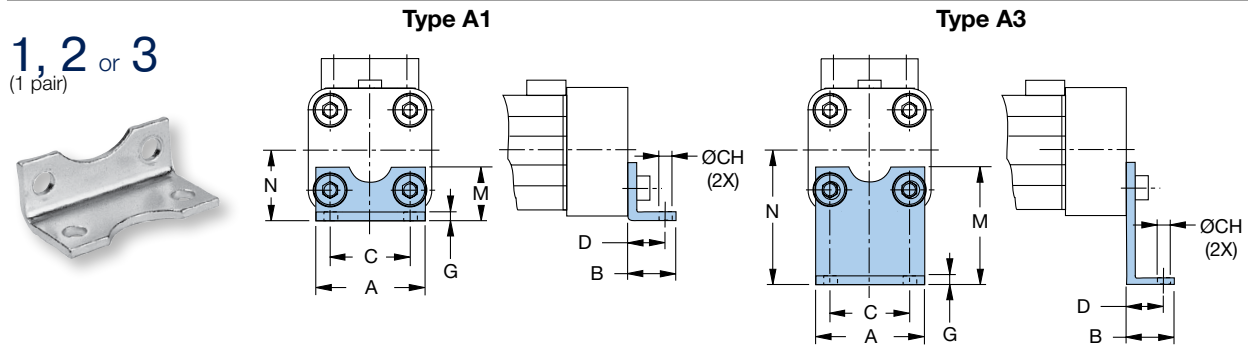 Type A1
Type A3
1, 2 or 3
(1 pair)
N
M
C
G
A
ØCH
(2X)
D
B
N
M
C
G
A
ØCH
(2X)
D
B